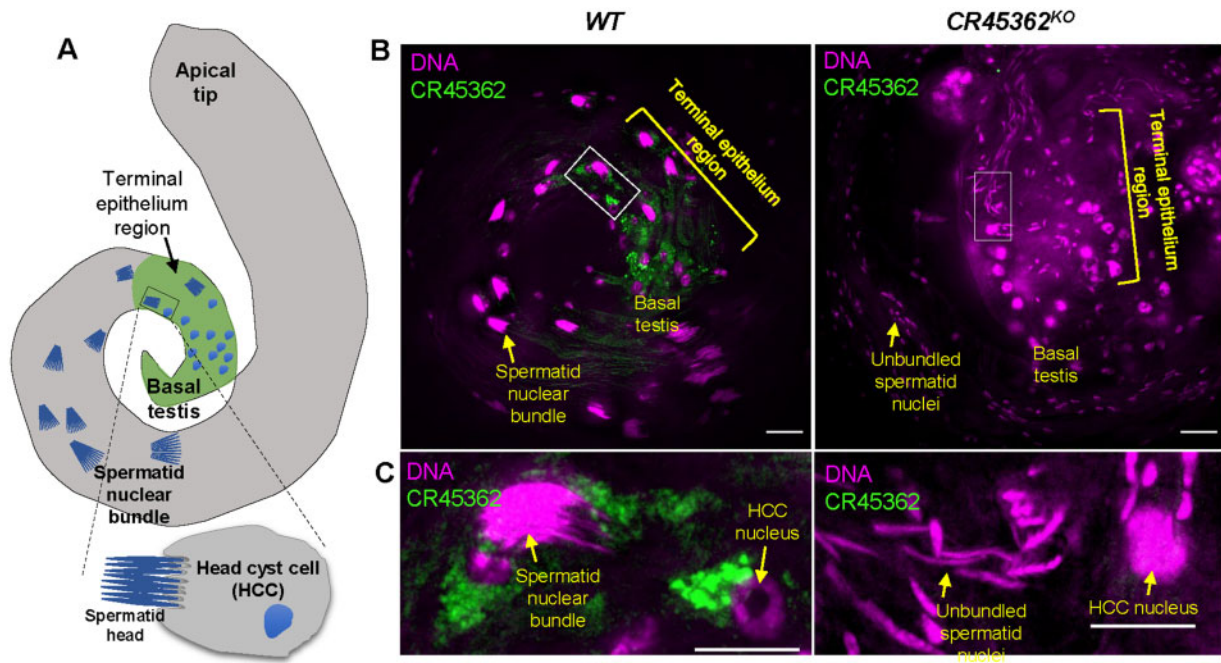 A
Apical
tip
Terminal
epithelium
region
Basal
testis
Spermatid
nuclear
bundle
Head cyst cell
(HCC)
Spermatid
head
WT
CR45362KO
B
DNA
CR45362
Terminal epithelium
region
Basal
testis
Spermatid
nuclear
bundle
DNA
CR45362
Terminal epithelium
region
Unbundled
spermatid
nuclei
Basal
testis
C
DNA
CR45362
HCC
nucleus
Spermatid
nuclear
bundle
DNA
CR45362
Unbundled
spermatid
nuclei
HCC nucleus